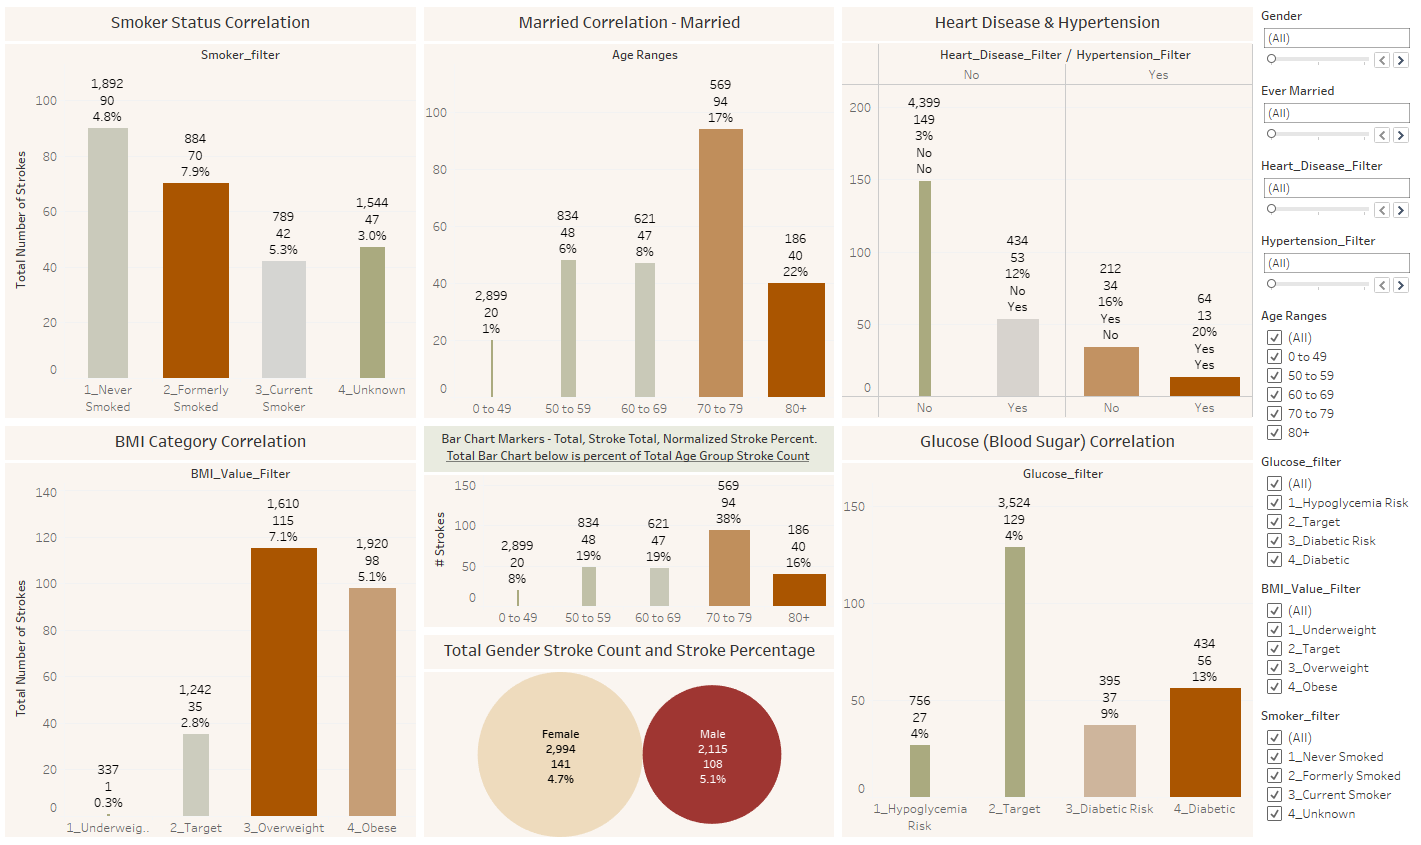 Smoker Status Correlation
Smoker_filter
Total Number of Strokes
100
80
60
40
20
0
1,892
90
4.8%
884
70
7.9%
789
42
5.3%
1,544
47
3.0%
1_Never
Smoked
2_Formerly
Smoked
3_Current
Smoker
4_Unknown
Married Correlation - Married
Age Ranges
100
80
60
40
20
0
2,899
20
1%
834
48
6%
621
47
8%
569
94
17%
186
40
22%
0 to 49
50 to 59
60 to 69
70 to 79
80+
Heart Disease & Hypertension
Heart_Disease_Filter / Hypertension_Filter
No
Yes
200
150
100
50
0
4,399
149
3%
No
No
434
53
12%
No
Yes
212
34
16%
Yes
No
64
13
20%
Yes
Yes
No
Yes
No
Yes
BMI Category Correlation
BMI_Value_Filter
Total Number of Strokes
140
120
100
80
60
40
20
0
337
1
0.3%
1,242
35
2.8%
1,610
115
7.1%
1,920
98
5.1%
1_Underweig..
2_Target
3_Overweight
4_Obese
Bar Chart Markers - Total, Stroke Total, Normalized Stroke Percent.
Total Bar Chart below is percent of Total Age Group Stroke Count
# Strokes
150
100
50
0
2,899
20
8%
834
48
19%
621
47
19%
569
94
38%
186
40
16%
0 to 49
50 to 59
60 to 69
70 to 79
80+
Total Gender Stroke Count and Stroke Percentage
Female
2,994
141
4.7%
Male
2,115
108
5.1%
Glucose (Blood Sugar) Correlation
Glucose_filter
150
100
50
0
756
27
4%
3,524
129
4%
395
37
9%
434
56
13%
1_Hypoglycemia
Risk
2_Target
3_Diabetic Risk
4_Diabetic
Gender
(All)
Ever Married
(All)
Heart_Disease_Filter
(All)
Hypertension_Filter
(All)
Age Ranges
(All)
0 to 49
50 to 59
60 to 69
70 to 79
80+
Glucose_filter
(All)
1_Hypoglycemia Risk
2_Target
3_Diabetic Risk
4_Diabetic
BMI_Value_Filter
(All)
1_Underweight
2_Target
3_Overweight
4_Obese
Smoker_filter
(All)
1_Never Smoked
2_Formerly Smoked
3_Current Smoker
4_Unknown